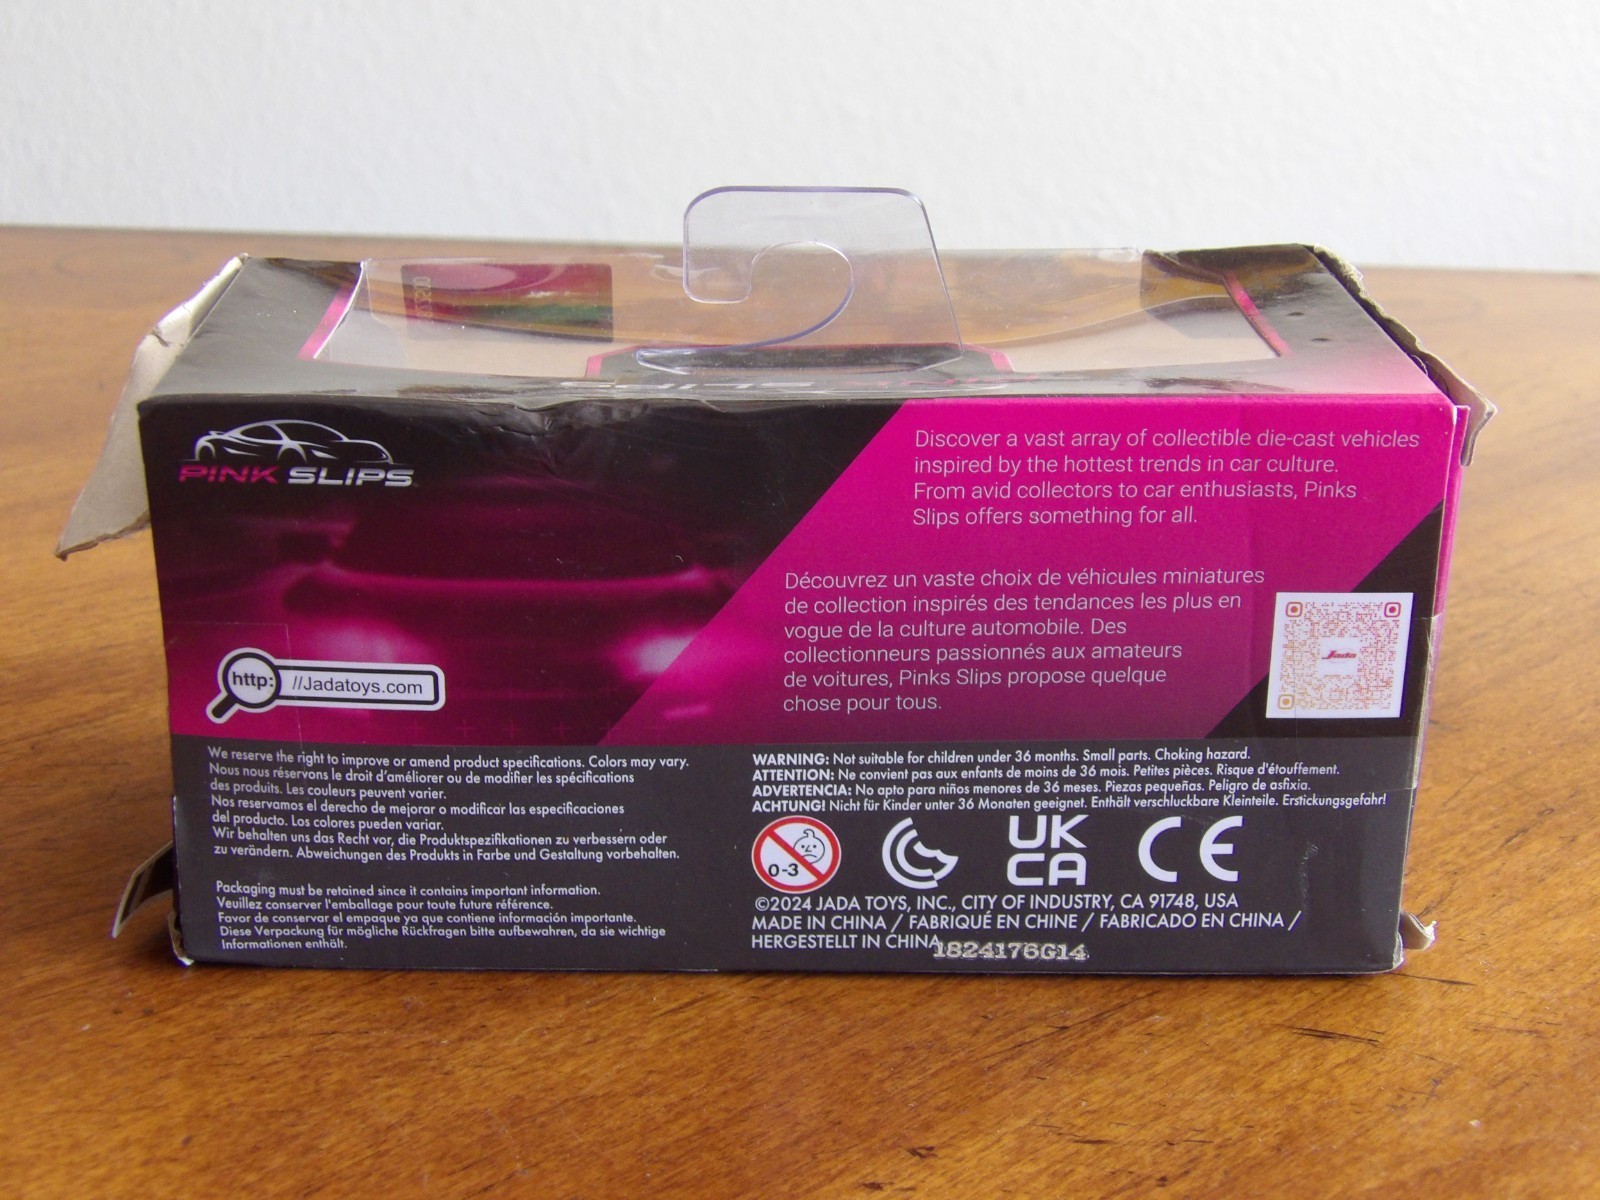 PINK SLIPS
Discover a vast array of collectible die-cast vehicles
inspired by the hottest trends in car culture.
From avid collectors to car enthusiasts, Pinks
Slips offers something for all.
Découvrez un vaste choix de véhicules miniatures
de collection inspirés des tendances les plus en
vogue de la culture automobile. Des
collectionneurs passionnés aux amateurs
de voitures, Pinks Slips propose quelque
chose pour tous.
Jada
http: //Jadatoys.com
We reserve the right to improve or amend product specifications. Colors may vary.
Nous nous réservons le droit d'améliorer ou de modifier les spécifications
des produits. Les couleurs peuvent varier.
Nos reservamos el derecho de mejorar o modificar las especificaciones
del producto. Los colores pueden variar.
Wir behalten uns das Recht vor, die Produktspezifikationen zu verbessern oder
zu verändern. Abweichungen des Produkts in Farbe und Gestaltung vorbehalten.
Packaging must be retained since it contains important information.
Veuillez conserver l'emballage pour toute future référence.
Favor de conservar el empaque ya que contiene información importante.
Diese Verpackung für mögliche Rückfragen bitte aufbewahren, da sie wichtige
Informationen enthält.
WARNING: Not suitable for children under 36 months. Small parts. Choking hazard.
ATTENTION: Ne convient pas aux enfants de moins de 36 mois. Petites pièces. Risque d'étouffement.
ADVERTENCIA: No apto para niños menores de 36 meses. Piezas pequeñas. Peligro de asfixia.
ACHTUNG! Nicht für Kinder unter 36 Monaten geeignet. Enthält verschluckbare Kleinteile. Erstickungsgefahr!
0-3
UK
CA
CE
©2024 JADA TOYS, INC., CITY OF INDUSTRY, CA 91748, USA
MADE IN CHINA / FABRIQUÉ EN CHINE / FABRICADO EN CHINA /
HERGESTELLT IN CHINA
1824176G14